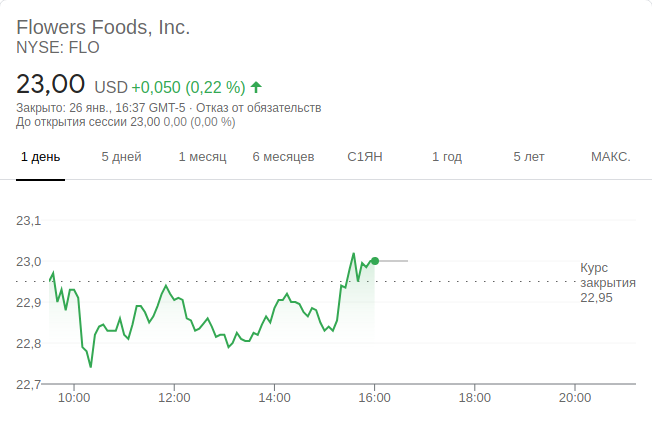 Flowers Foods, Inc.
NYSE: FLO
23,00 USD +0,050 (0,22 %)
Закрыто: 26 янв., 16:37 GMT-5 · Отказ от обязательств
До открытия сессии 23,00 0,00 (0,00 %)
1 день 5 дней 1 месяц 6 месяцев С1ЯН 1 год 5 лет МАКС.
23,1
23,0
Курс
закрытия
22,95
22,9
22,8
22,7
10:00 12:00 14:00 16:00 18:00 20:00